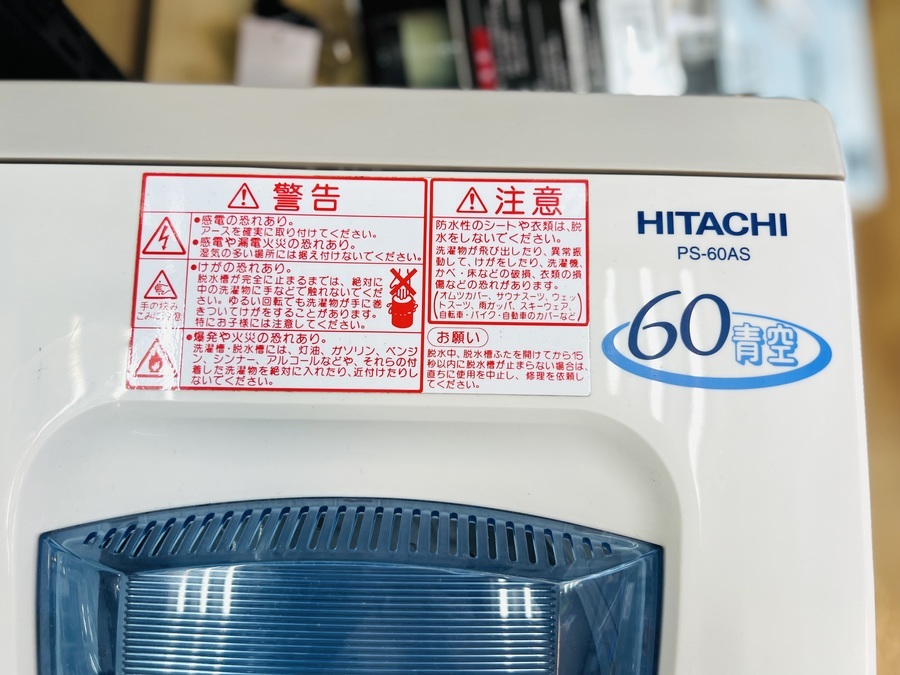 警告
●感電の恐れあり。
アースを確実に取り付けてください。
●感電や漏電火災の恐れあり。
湿気の多い場所には据え付けないでください。
手の挟み
こみに注意
●けがの恐れあり。
脱水槽が完全に止まるまでは、絶対に
中の洗濯物に手などで触れないでくだ
さい。ゆるい回転でも洗濯物が手に巻
きついてけがをすることがあります。
特にお子様には注意してください。
●爆発や火災の恐れあり。
洗濯槽・脱水槽には、灯油、ガソリン、ベンジ
ン、シンナー、アルコールなどや、それらの付
着した洗濯物を絶対に入れたり、近付けたりし
ないでください。
注意
防水性のシートや衣類は、脱
水をしないでください。
洗濯物が飛び出したり、異常振
動して、けがをしたり、洗濯機、
かべ・床などの破損、衣類の損
傷などの恐れがあります。
(オムツカバー、サウナスーツ、ウェッ
トスーツ、雨ガッパ、スキーウェア、
自転車・バイク・自動車のカバーなど)
お願い
脱水中、脱水槽ふたを開けてから15
秒以内に脱水槽が止まらない場合は、
直ちに使用を中止し、修理を依頼し
てください。
HITACHI
PS-60AS
60青空